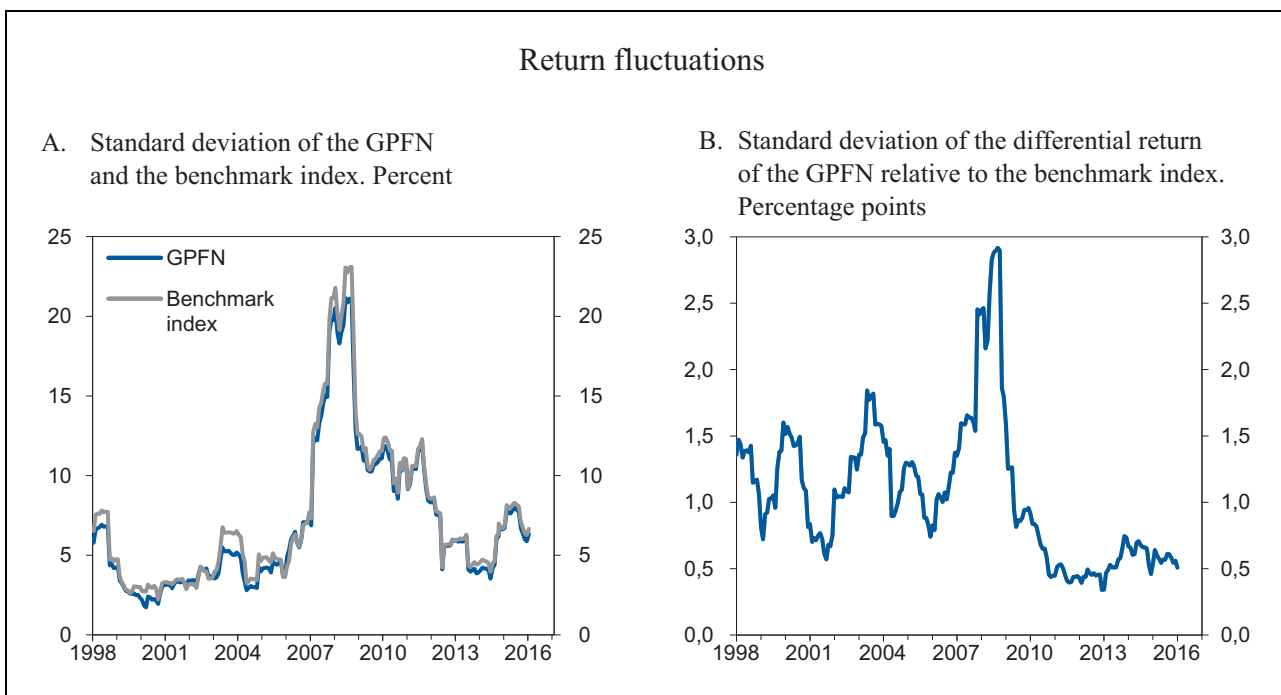 Return fluctuations
A. Standard deviation of the GPFN
and the benchmark index. Percent
25
20
15
10
5
0
GPFN
Benchmark
index
25
20
15
10
5
0
1998 2001 2004 2007 2010 2013 2016
B. Standard deviation of the differential return
of the GPFN relative to the benchmark index.
Percentage points
3,0
2,5
2,0
1,5
1,0
0,5
0,0
3,0
2,5
2,0
1,5
1,0
0,5
0,0
1998 2001 2004 2007 2010 2013 2016